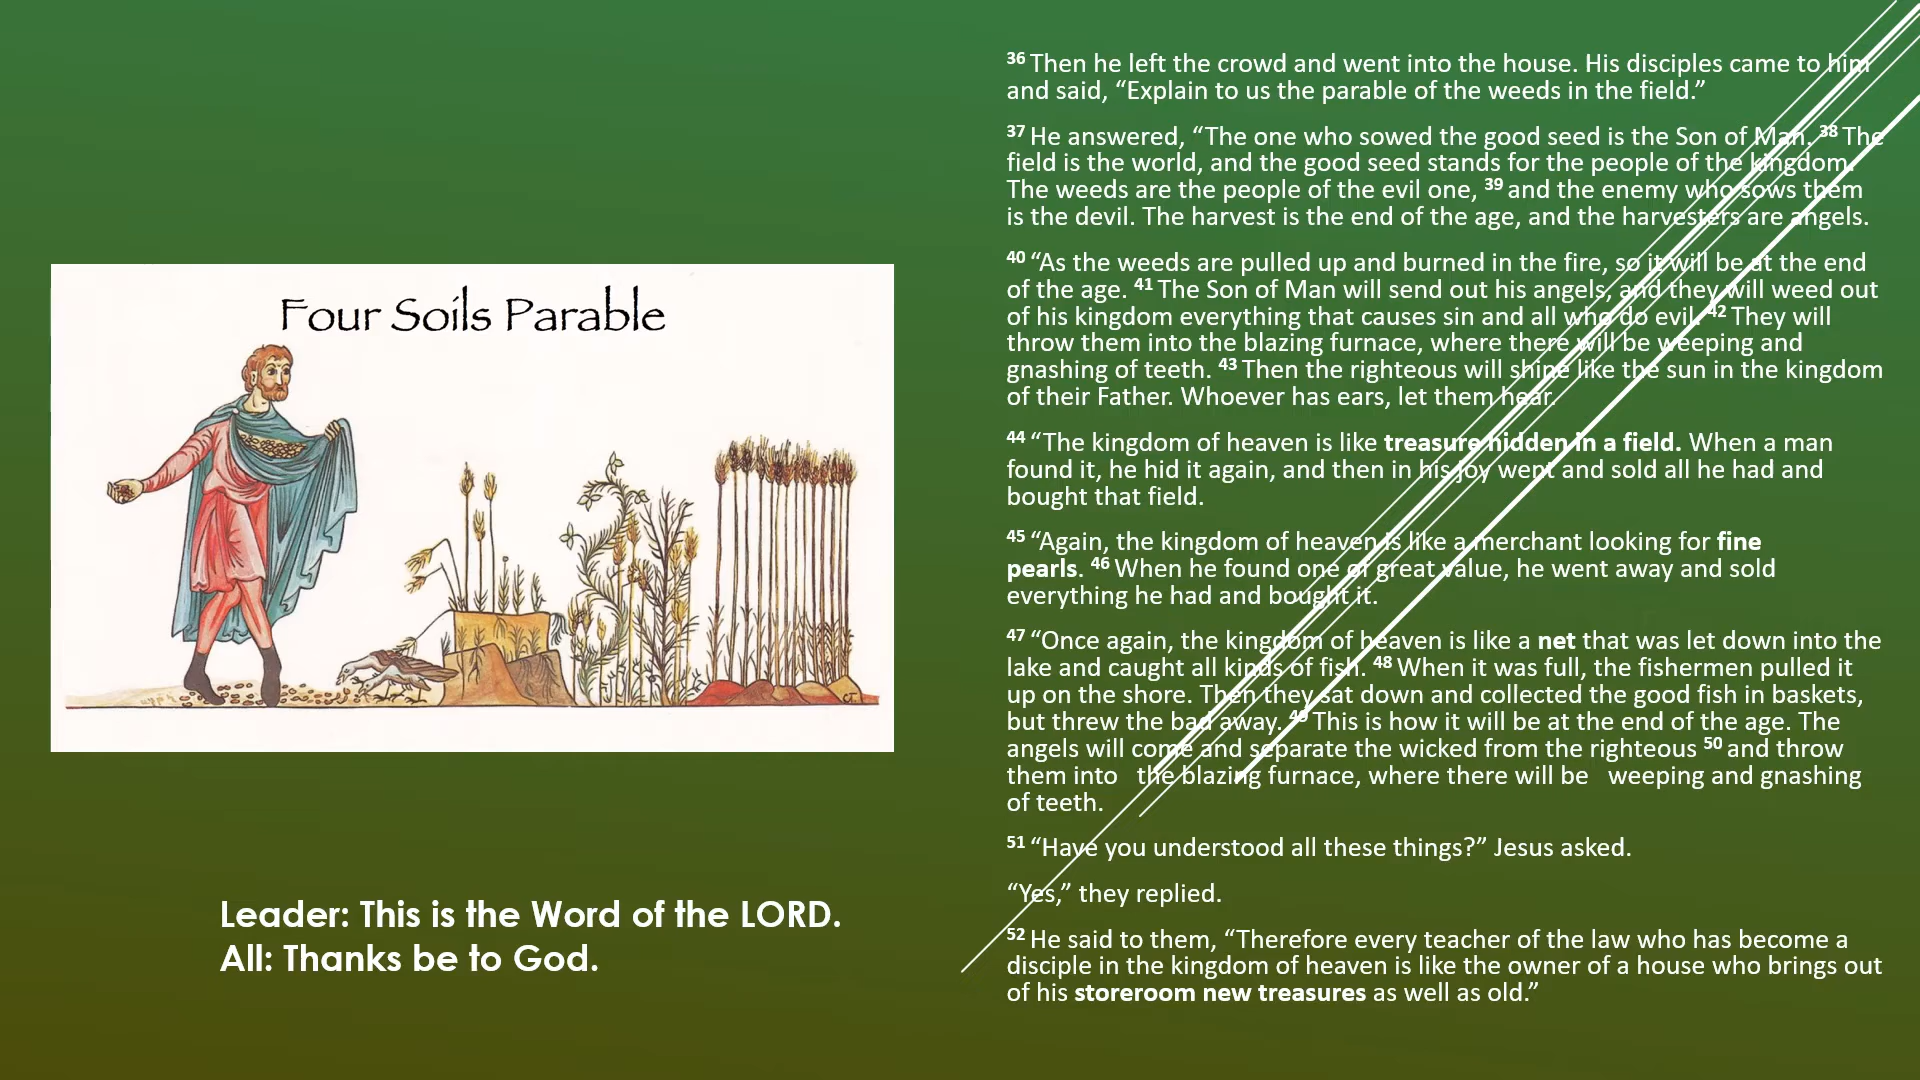 Four Soils Parable
CT
Leader: This is the Word of the LORD.
All: Thanks be to God.
36 Then he left the crowd and went into the house. His disciples came to him
and said, “Explain to us the parable of the weeds in the field.”
37 He answered, “The one who sowed the good seed is the Son of Man. 38 The
field is the world, and the good seed stands for the people of the kingdom.
The weeds are the people of the evil one, 39 and the enemy who sows them
is the devil. The harvest is the end of the age, and the harvesters are angels.
40 “As the weeds are pulled up and burned in the fire, so it will be at the end
of the age. 41 The Son of Man will send out his angels, and they will weed out
of his kingdom everything that causes sin and all who do evil. 42 They will
throw them into the blazing furnace, where there will be weeping and
gnashing of teeth. 43 Then the righteous will shine like the sun in the kingdom
of their Father. Whoever has ears, let them hear.
44 “The kingdom of heaven is like treasure hidden in a field. When a man
found it, he hid it again, and then in his joy went and sold all he had and
bought that field.
45 “Again, the kingdom of heaven is like a merchant looking for fine
pearls. 46 When he found one of great value, he went away and sold
everything he had and bought it.
47 “Once again, the kingdom of heaven is like a net that was let down into the
lake and caught all kinds of fish. 48 When it was full, the fishermen pulled it
up on the shore. Then they sat down and collected the good fish in baskets,
but threw the bad away. 49 This is how it will be at the end of the age. The
angels will come and separate the wicked from the righteous 50 and throw
them into the blazing furnace, where there will be weeping and gnashing
of teeth.
51 “Have you understood all these things?” Jesus asked.
“Yes,” they replied.
52 He said to them, “Therefore every teacher of the law who has become a
disciple in the kingdom of heaven is like the owner of a house who brings out
of his storeroom new treasures as well as old.”